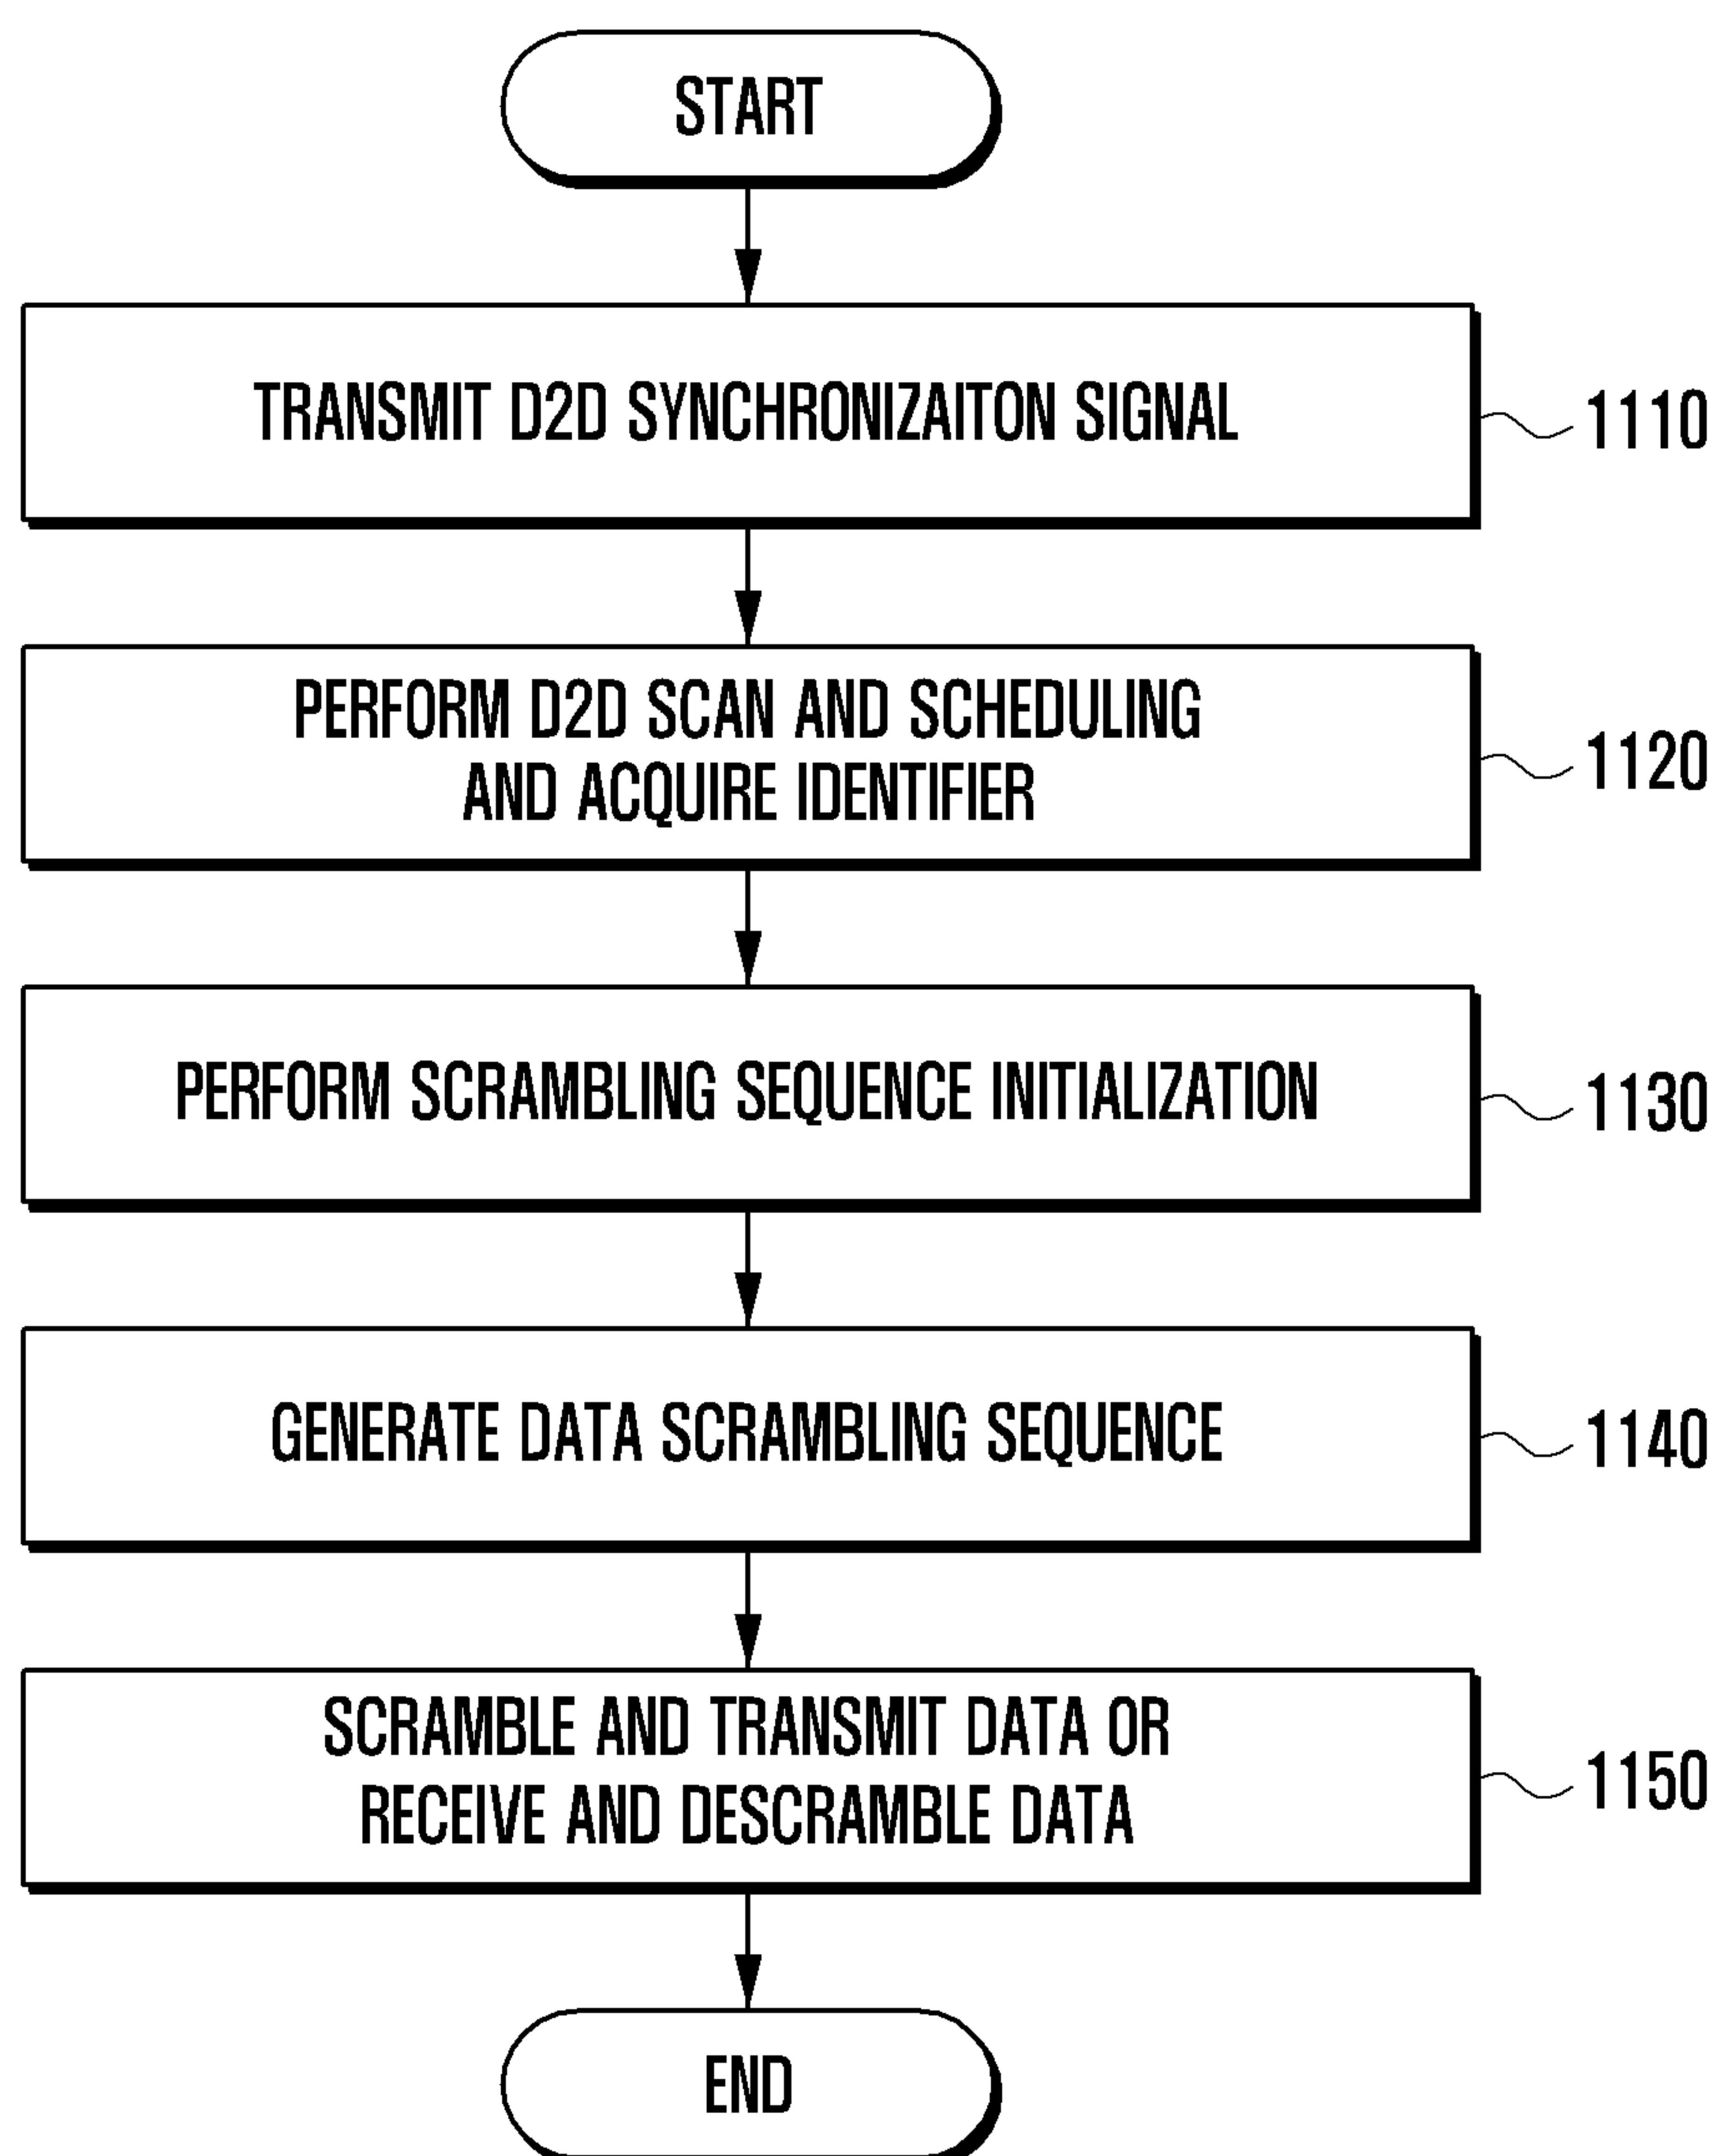 START
TRANSMIT D2D SYNCHRONIZAITON SIGNAL
1110
PERFORM D2D SCAN AND SCHEDULING
AND ACQUIRE IDENTIFIER
1120
PERFORM SCRAMBLING SEQUENCE INITIALIZATION
1130
GENERATE DATA SCRAMBLING SEQUENCE
1140
SCRAMBLE AND TRANSMIT DATA OR
RECEIVE AND DESCRAMBLE DATA
1150
END